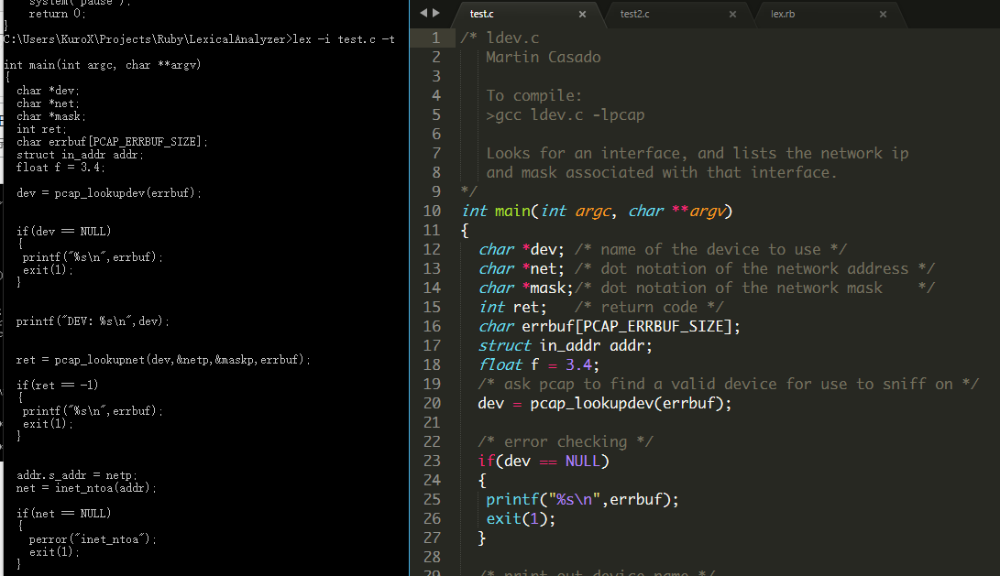 system("pause");
return 0;
}
C:\Users\KuroX\Projects\Ruby\LexicalAnalyzer>lex -i test.c -t
int main(int argc, char **argv)
{
char *dev;
char *net;
char *mask;
int ret;
char errbuf[PCAP_ERRBUF_SIZE];
struct in_addr addr;
float f = 3.4;
dev = pcap_lookupdev(errbuf);
if(dev == NULL)
{
printf("%s\n",errbuf);
exit(1);
}
printf("DEV: %s\n",dev);
ret = pcap_lookupnet(dev,&netp,&maskp,errbuf);
if(ret == -1)
{
printf("%s\n",errbuf);
exit(1);
}
addr.s_addr = netp;
net = inet_ntoa(addr);
if(net == NULL)
{
perror("inet_ntoa");
exit(1);
}
test.c × test2.c × lex.rb ×
1 /* ldev.c
2 Martin Casado
3
4 To compile:
5 >gcc ldev.c -lpcap
6
7 Looks for an interface, and lists the network ip
8 and mask associated with that interface.
9 */
10 int main(int argc, char **argv)
11 {
12 char *dev; /* name of the device to use */
13 char *net; /* dot notation of the network address */
14 char *mask;/* dot notation of the network mask */
15 int ret; /* return code */
16 char errbuf[PCAP_ERRBUF_SIZE];
17 struct in_addr addr;
18 float f = 3.4;
19 /* ask pcap to find a valid device for use to sniff on */
20 dev = pcap_lookupdev(errbuf);
21
22 /* error checking */
23 if(dev == NULL)
24 {
25 printf("%s\n",errbuf);
26 exit(1);
27 }
28
29 /* print out device name */